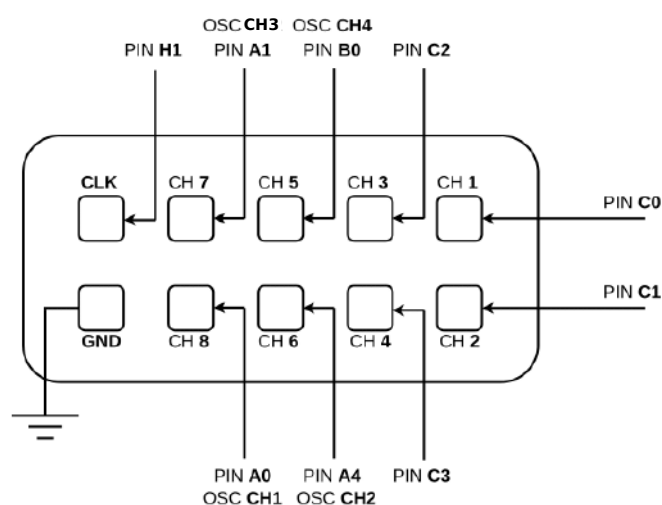 OSC CH3 OSC CH4
PIN H1 PIN A1 PIN B0 PIN C2
CLK CH 7 CH 5 CH 3 CH 1
PIN C0
PIN C1
GND CH 8 CH 6 CH 4 CH 2
PIN A0 PIN A4 PIN C3
OSC CH1 OSC CH2